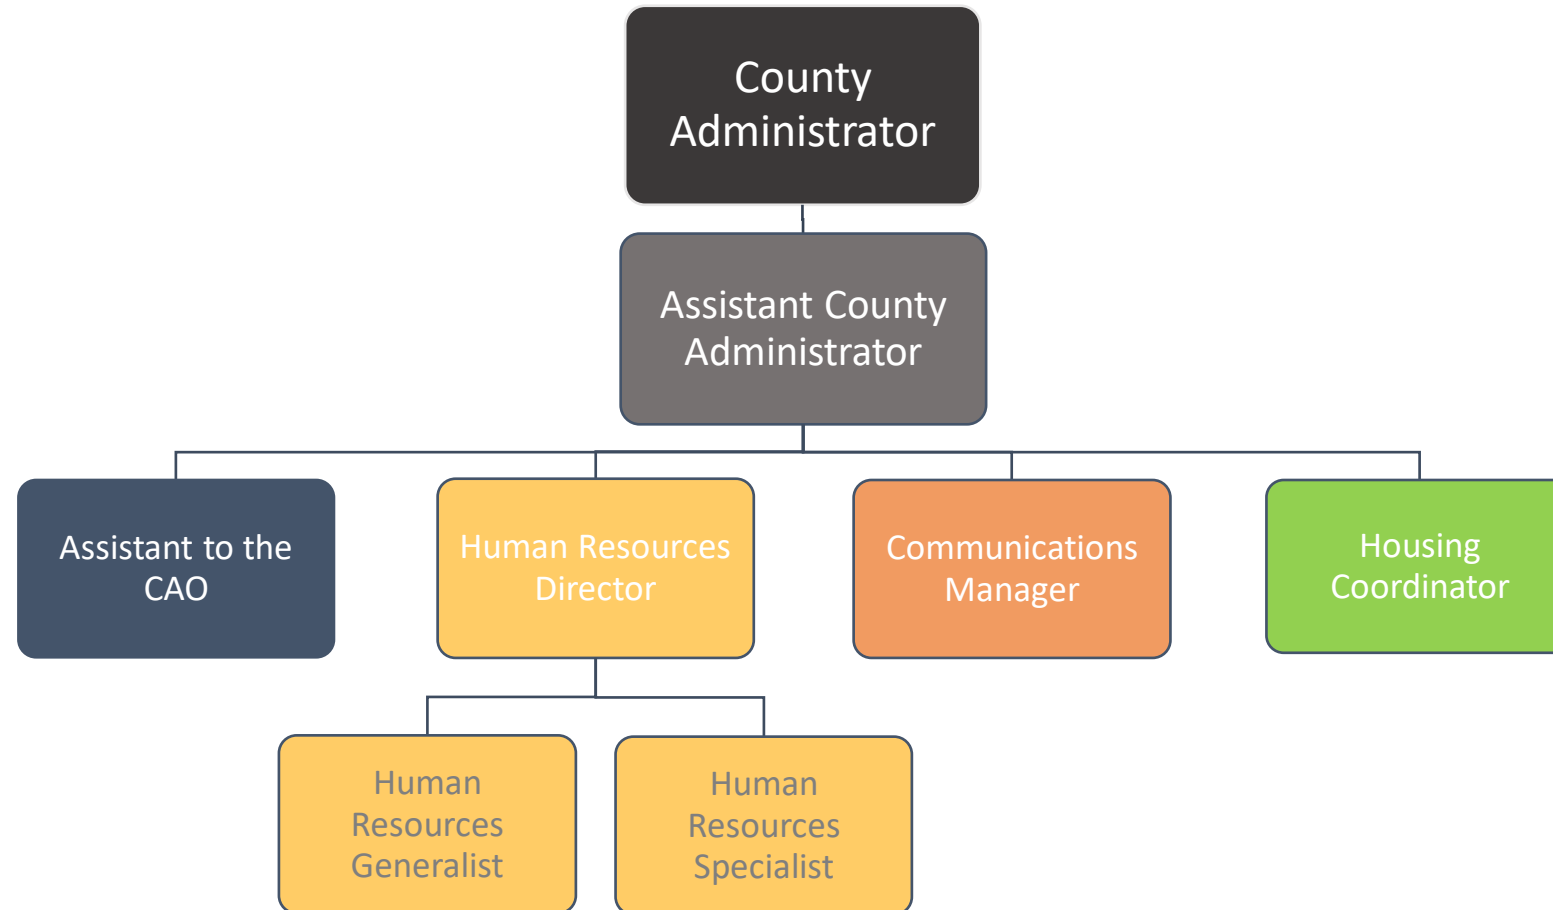 County
Administrator
Assistant County
Administrator
Assistant to the
CAO
Human Resources
Director
Communications
Manager
Housing
Coordinator
Human
Resources
Generalist
Human
Resources
Specialist